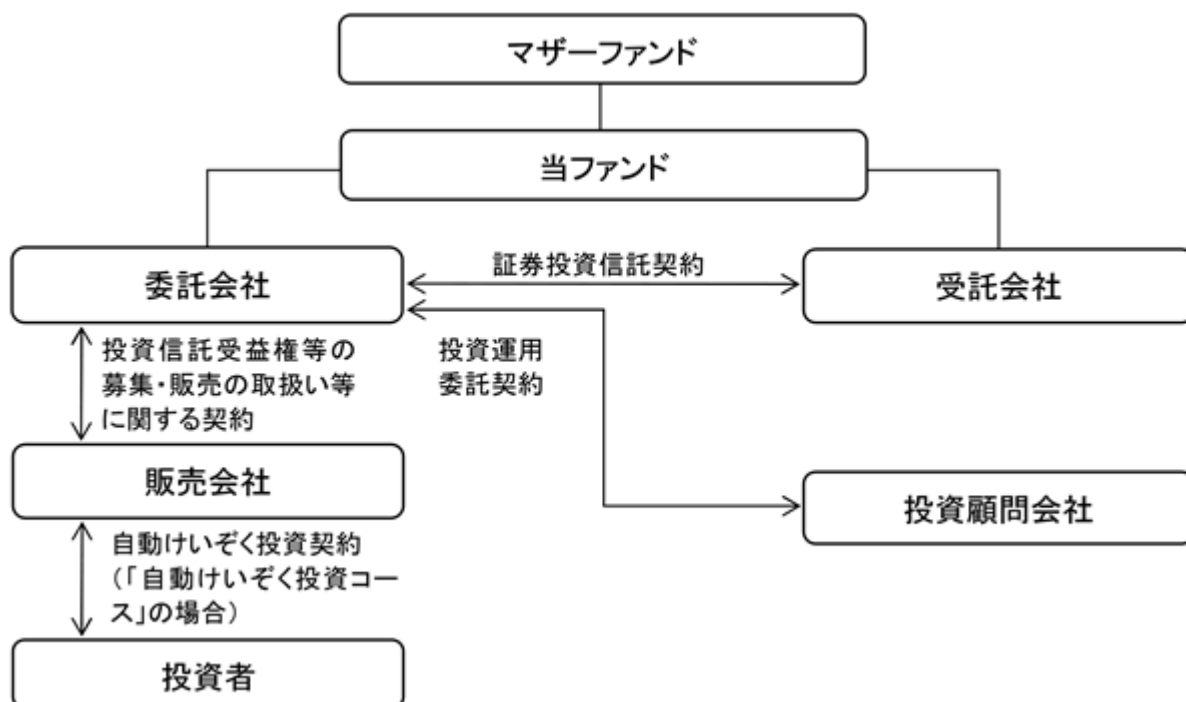 マザーファンド
当ファンド
委託会社
証券投資信託契約
受託会社
投資信託受益権等の
募集・販売の取扱い等
に関する契約
投資運用
委託契約
販売会社
投資顧問会社
自動けいぞく投資契約
(「自動けいぞく投資コー
ス」の場合)
投資者